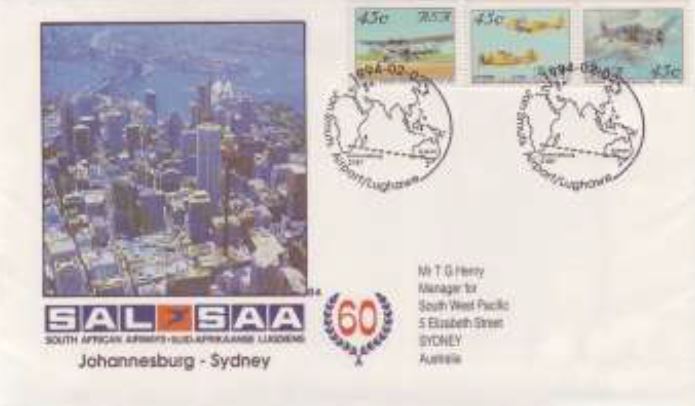 45c RSA
45c
45c
1994-02-02
Jan Smuts
Airport/Lughawe
1994-02-02
Jan Smuts
Airport/Lughawe
SAL SAA
SOUTH AFRICAN AIRWAYS • SUID-AFRIKAANSE LUGDIENS
60
Johannesburg - Sydney
Mr T G Henry
Manager for
South West Pacific
5 Elizabeth Street
SYDNEY
Australia